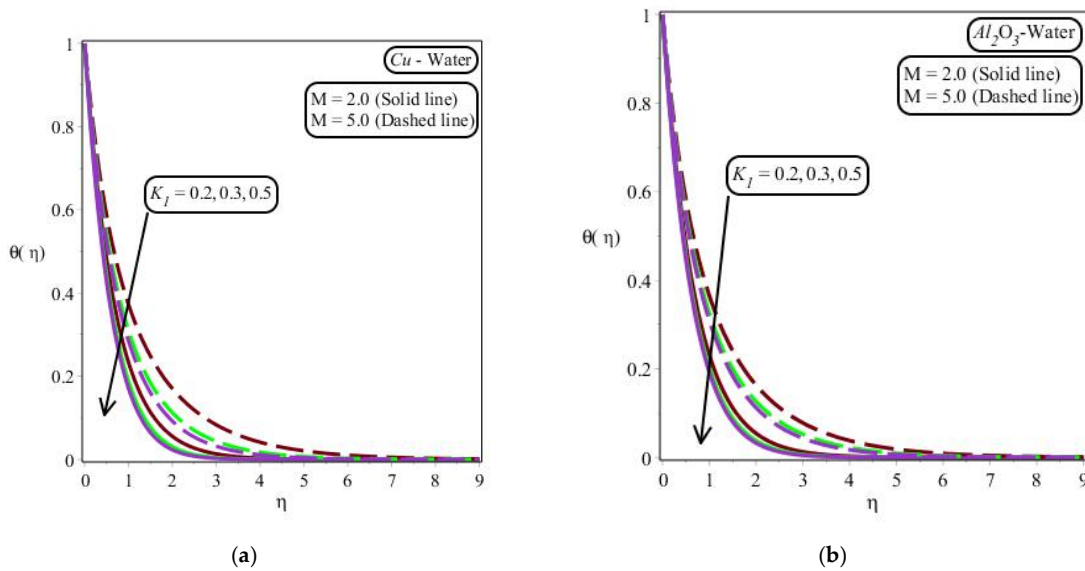 Cu - Water
M = 2.0 (Solid line)
M = 5.0 (Dashed line)
K₁ = 0.2, 0.3, 0.5
θ( η)
1
0.8
0.6
0.4
0.2
0
0 1 2 3 4 5 6 7 8 9
η
(a)
Al₂O₃-Water
M = 2.0 (Solid line)
M = 5.0 (Dashed line)
K₁ = 0.2, 0.3, 0.5
θ( η)
1
0.8
0.6
0.4
0.2
0
0 1 2 3 4 5 6 7 8 9
η
(b)